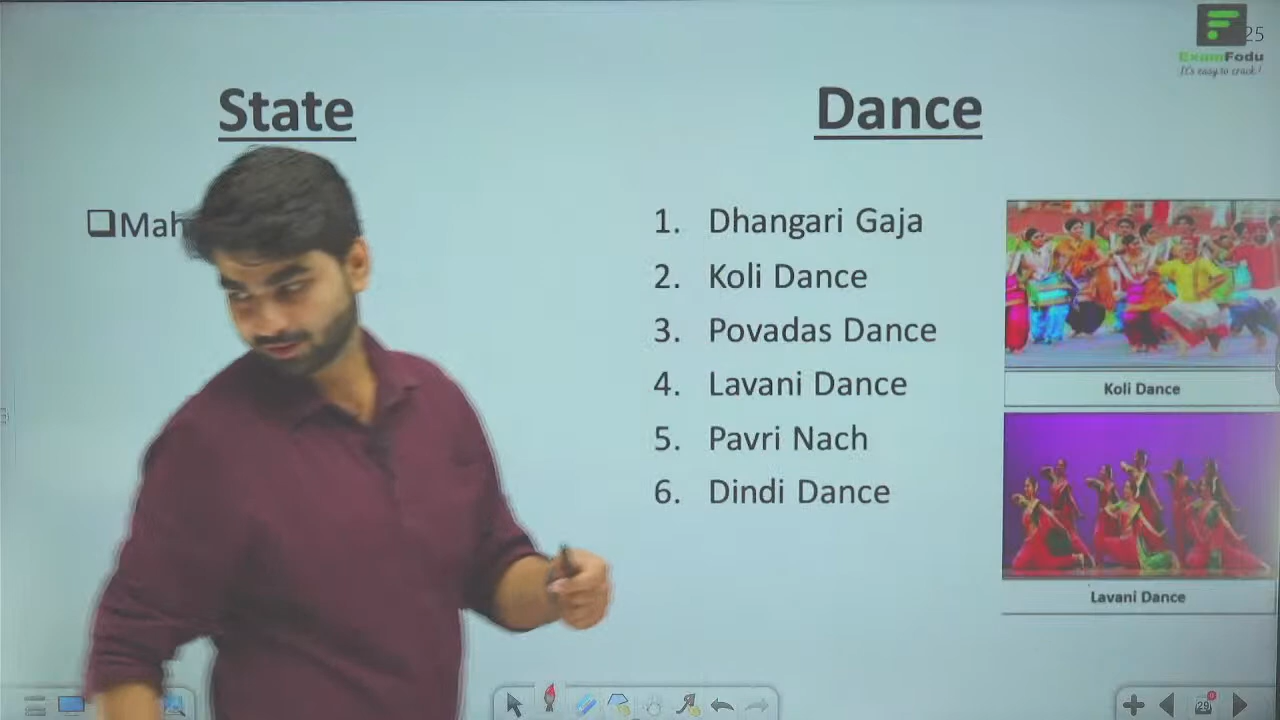 25
ExamFodu
It's easy to crack!
State
Dance
Mah
1. Dhangari Gaja
2. Koli Dance
3. Povadas Dance
4. Lavani Dance
5. Pavri Nach
6. Dindi Dance
Koli Dance
Lavani Dance
29